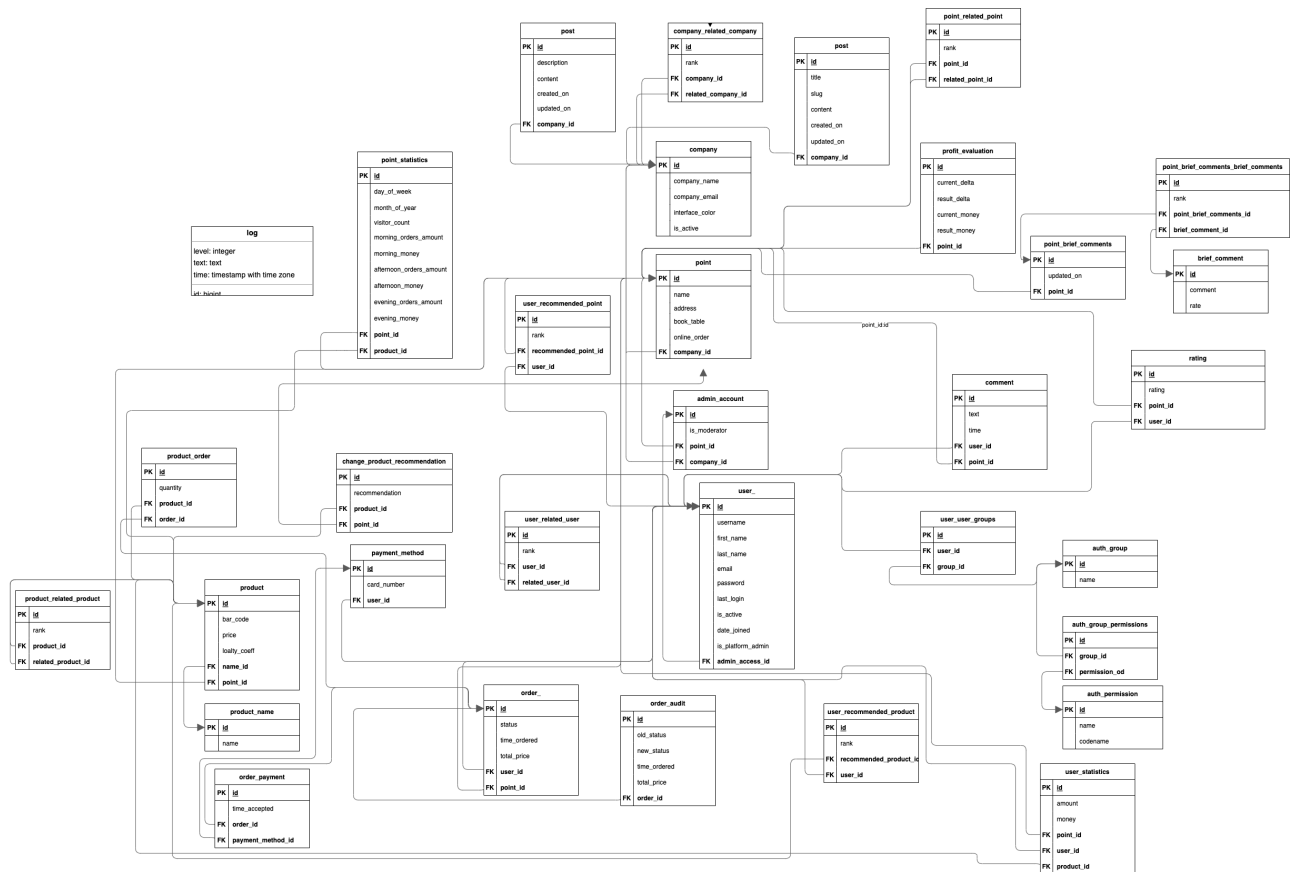 point_related_point
PK id
rank
FK point_id
FK related_point_id
post
PK id
description
content
created_on
updated_on
FK company_id
company_related_company
PK id
rank
FK company_id
FK related_company_id
post
PK id
title
slug
content
created_on
updated_on
FK company_id
company
PK id
company_name
company_email
interface_color
is_active
profit_evaluation
PK id
current_delta
result_delta
current_money
result_money
FK point_id
point_brief_comments_brief_comments
PK id
rank
FK point_brief_comments_id
FK brief_comment_id
point_statistics
PK id
day_of_week
month_of_year
visitor_count
morning_orders_amount
morning_money
afternoon_orders_amount
afternoon_money
evening_orders_amount
evening_money
FK point_id
FK product_id
log
level: integer
text: text
time: timestamp with time zone
id: bigint
point_brief_comments
PK id
updated_on
FK point_id
brief_comment
PK id
comment
rate
point
PK id
name
address
book_table
online_order
FK company_id
user_recommended_point
PK id
rank
FK recommended_point_id
FK user_id
point_id:id
rating
PK id
rating
FK point_id
FK user_id
comment
PK id
text
time
FK user_id
FK point_id
admin_account
PK id
is_moderator
FK point_id
FK company_id
product_order
PK id
quantity
FK product_id
FK order_id
change_product_recommendation
PK id
recommendation
FK product_id
FK point_id
user_
PK id
username
first_name
last_name
email
password
last_login
is_active
date_joined
is_platform_admin
FK admin_access_id
user_related_user
PK id
rank
FK user_id
FK related_user_id
user_user_groups
PK id
FK user_id
FK group_id
auth_group
PK id
name
payment_method
PK id
card_number
FK user_id
product
PK id
bar_code
price
loalty_coeff
FK name_id
FK point_id
product_related_product
PK id
rank
FK product_id
FK related_product_id
auth_group_permissions
PK id
FK group_id
FK permission_od
auth_permission
PK id
name
codename
product_name
PK id
name
order_
PK id
status
time_ordered
total_price
FK user_id
FK point_id
order_audit
PK id
old_status
new_status
time_ordered
total_price
FK order_id
user_recommended_product
PK id
rank
FK recommended_product_id
FK user_id
order_payment
PK id
time_accepted
FK order_id
FK payment_method_id
user_statistics
PK id
amount
money
FK point_id
FK user_id
FK product_id